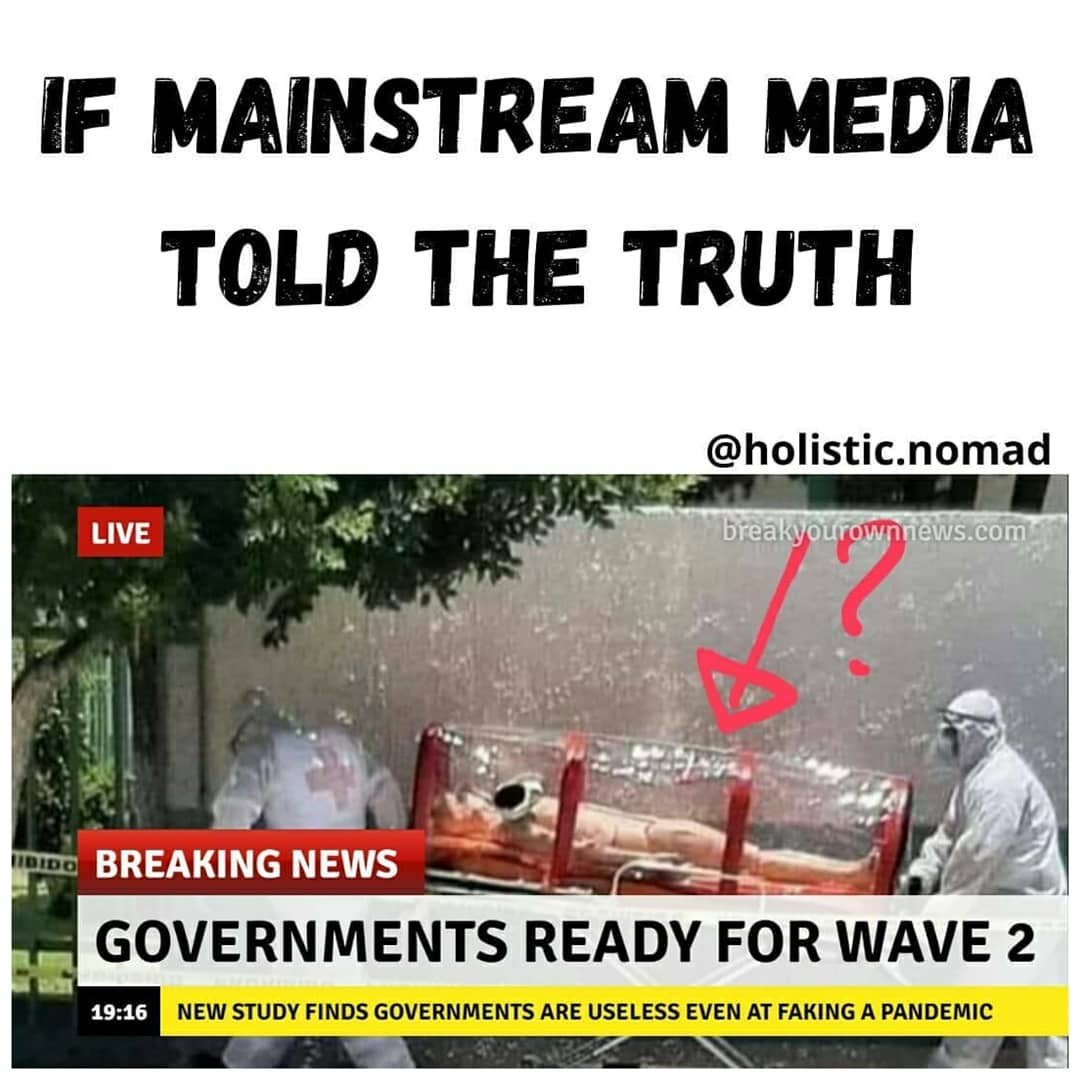 IF MAINSTREAM MEDIA
TOLD THE TRUTH
@holistic.nomad
LIVE
breakyourownnews.com
?
IBIDO
BREAKING NEWS
GOVERNMENTS READY FOR WAVE 2
19:16 NEW STUDY FINDS GOVERNMENTS ARE USELESS EVEN AT FAKING A PANDEMIC